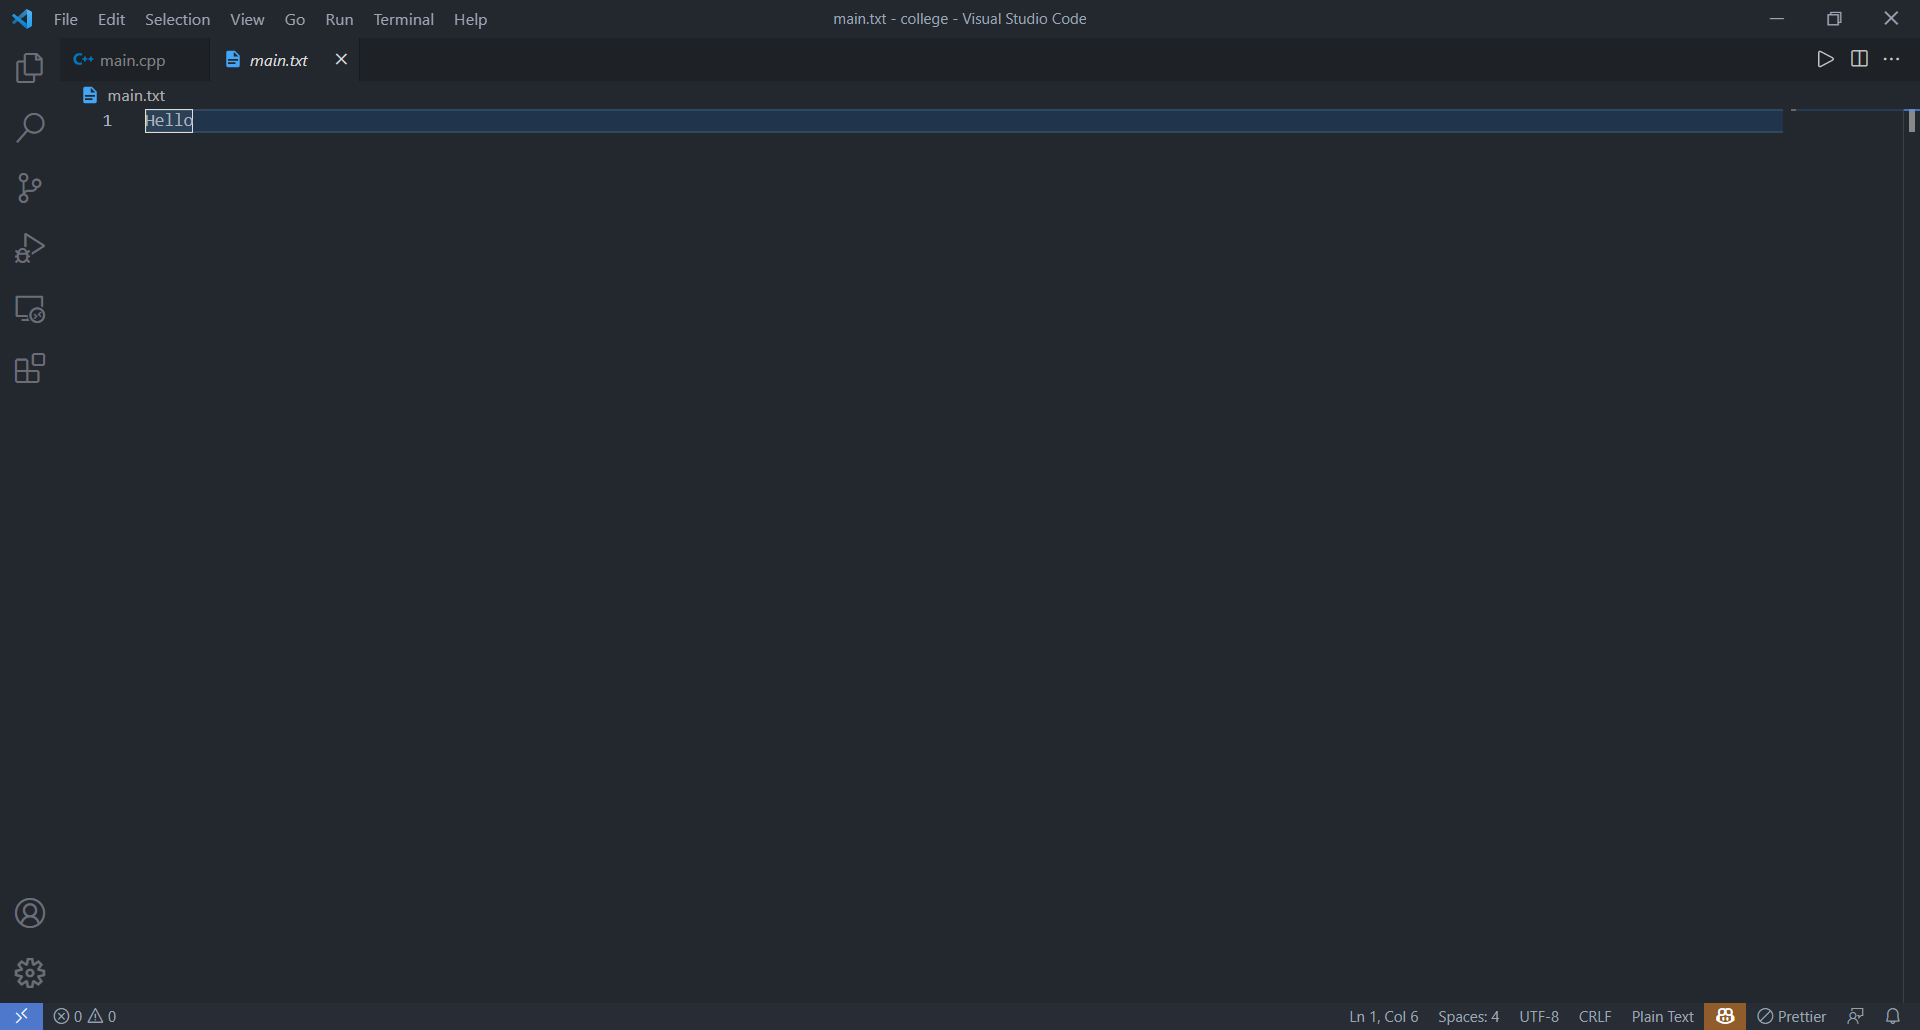 File Edit Selection View Go Run Terminal Help main.txt - college - Visual Studio Code
C++ main.cpp main.txt
main.txt
1 Hello
0 0 Ln 1, Col 6 Spaces: 4 UTF-8 CRLF Plain Text Prettier